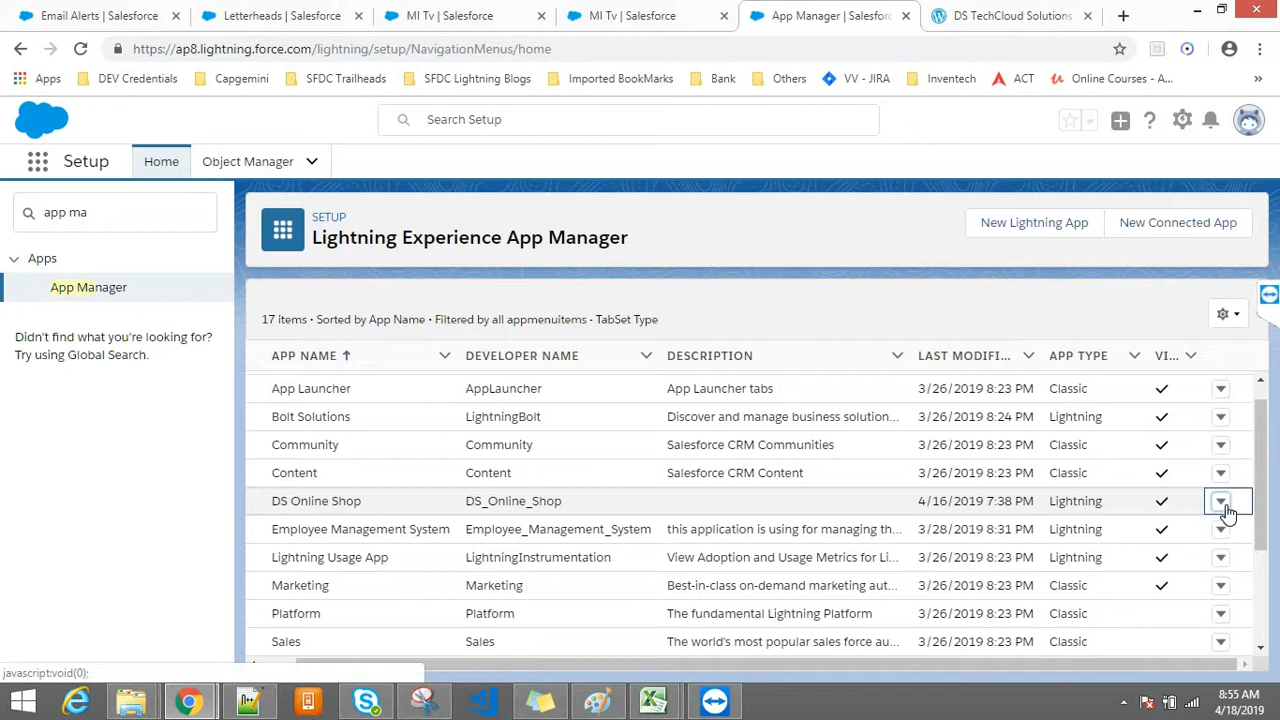 Email Alerts | Salesforce
Letterheads | Salesforce
MI Tv | Salesforce
MI Tv | Salesforce
App Manager | Salesfor
DS TechCloud Solutions
https://ap8.lightning.force.com/lightning/setup/NavigationMenus/home
Apps
DEV Credentials
Capgemini
SFDC Trailheads
SFDC Lightning Blogs
Imported BookMarks
Bank
Others
VV - JIRA
Inventech
ACT
Online Courses - A...
»
Search Setup
Setup
Home
Object Manager
app ma
Apps
App Manager
Didn't find what you're looking for?
Try using Global Search.
SETUP
Lightning Experience App Manager
New Lightning App
New Connected App
17 items • Sorted by App Name • Filtered by all appmenuitems - TabSet Type
APP NAME ↑ DEVELOPER NAME DESCRIPTION LAST MODIFI... APP TYPE VI...
App Launcher AppLauncher App Launcher tabs 3/26/2019 8:23 PM Classic
Bolt Solutions LightningBolt Discover and manage business solution... 3/26/2019 8:24 PM Lightning
Community Community Salesforce CRM Communities 3/26/2019 8:23 PM Classic
Content Content Salesforce CRM Content 3/26/2019 8:23 PM Classic
DS Online Shop DS_Online_Shop 4/16/2019 7:38 PM Lightning
Employee Management System Employee_Management_System this application is using for managing th... 3/28/2019 8:31 PM Lightning
Lightning Usage App LightningInstrumentation View Adoption and Usage Metrics for Li... 3/26/2019 8:23 PM Lightning
Marketing Marketing Best-in-class on-demand marketing aut... 3/26/2019 8:23 PM Classic
Platform Platform The fundamental Lightning Platform 3/26/2019 8:23 PM Classic
Sales Sales The world's most popular sales force au... 3/26/2019 8:23 PM Classic
javascript:void(0);
8:55 AM
4/18/2019